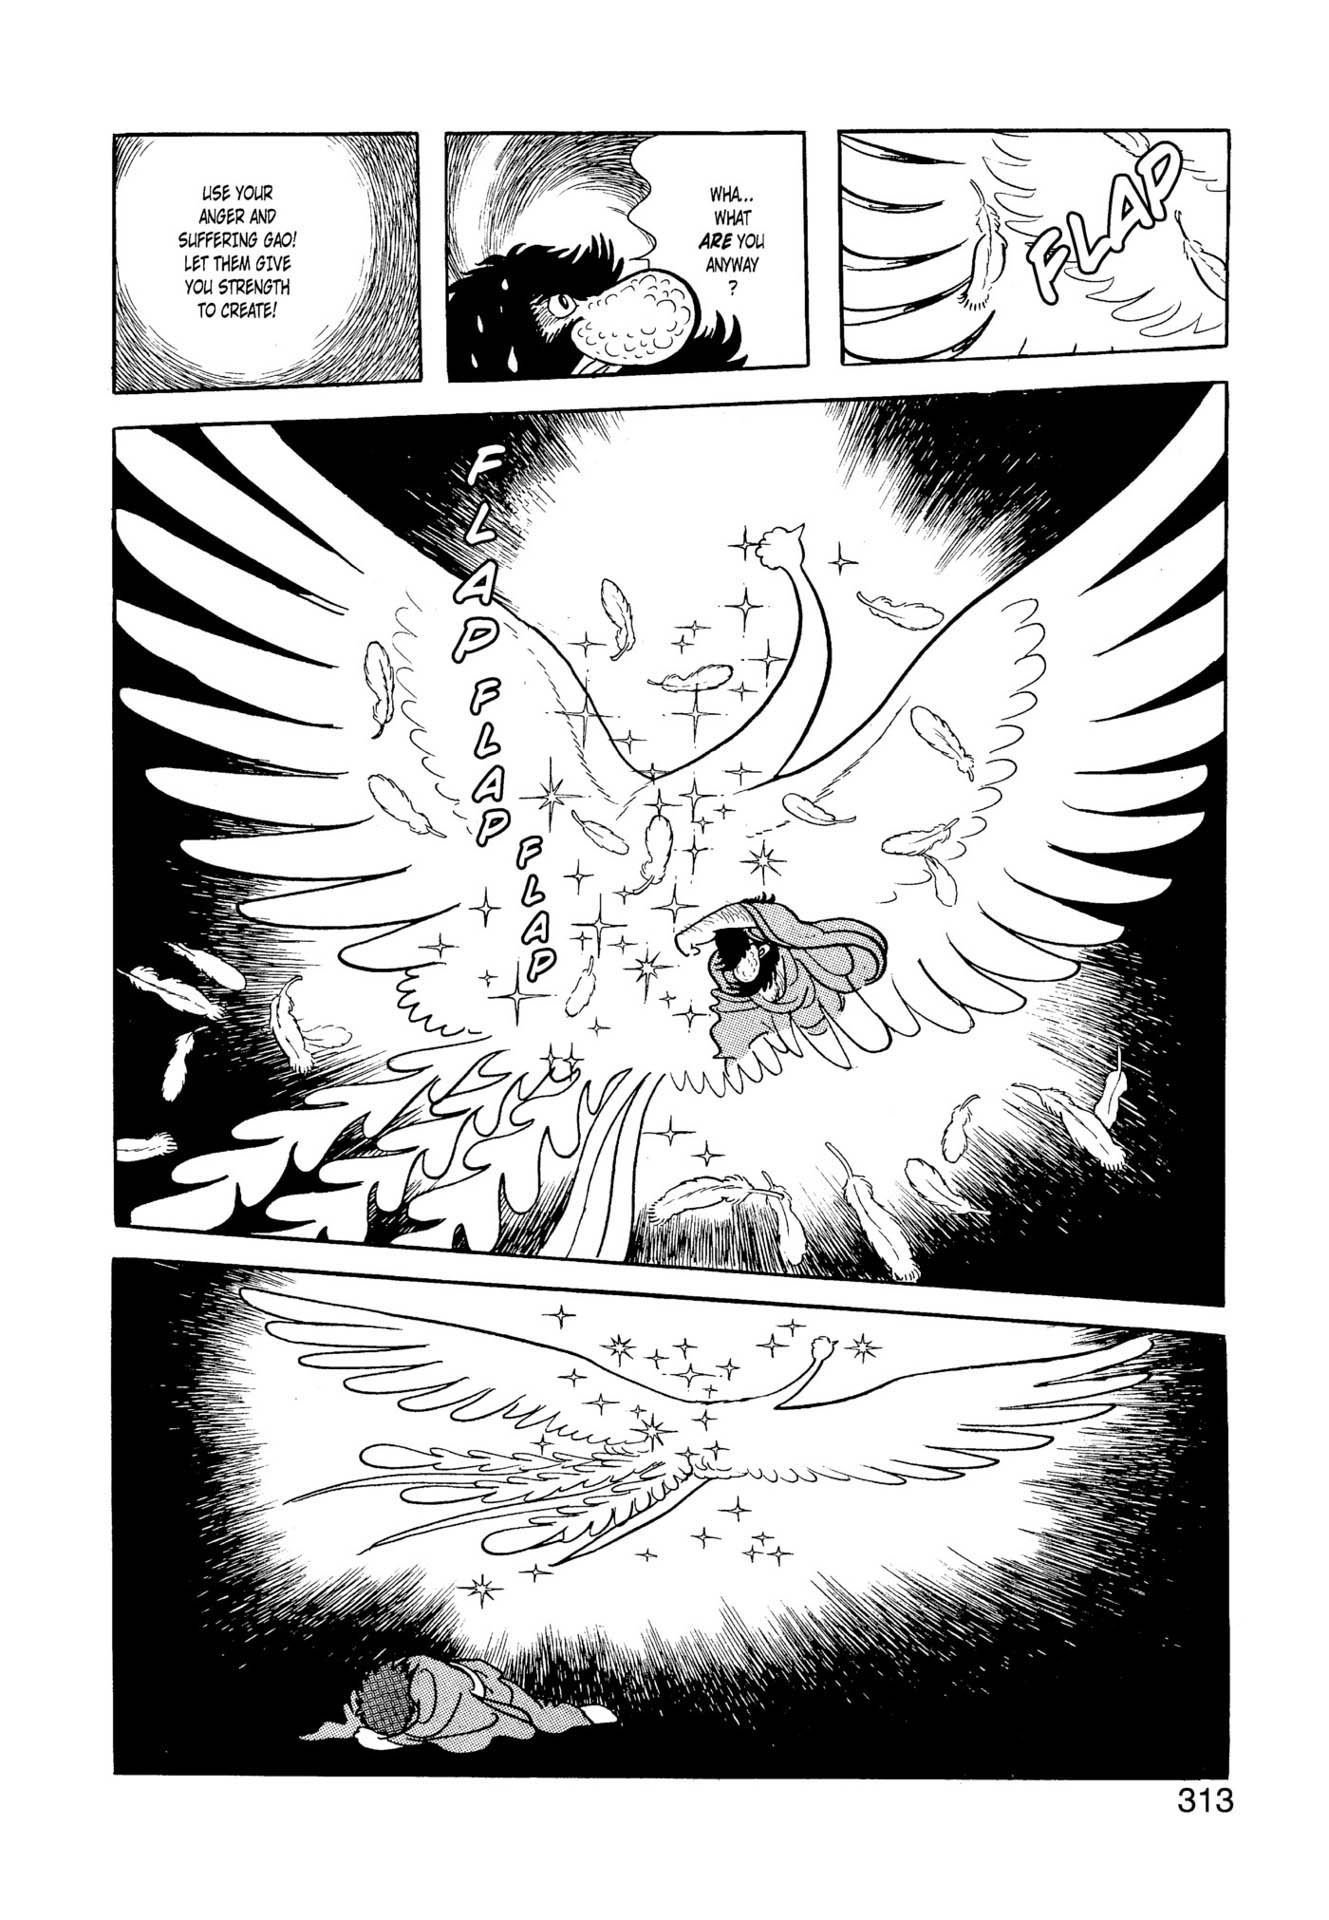 USE YOUR
ANGER AND
SUFFERING GAO!
LET THEM GIVE
YOU STRENGTH
TO CREATE!
WHA...
WHAT
ARE YOU
ANYWAY
?
FLAP
FLAP
FLAP
FLAP
313